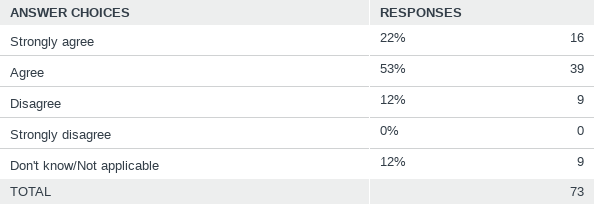 ANSWER CHOICES RESPONSES
Strongly agree 22% 16
Agree 53% 39
Disagree 12% 9
Strongly disagree 0% 0
Don't know/Not applicable 12% 9
TOTAL 73